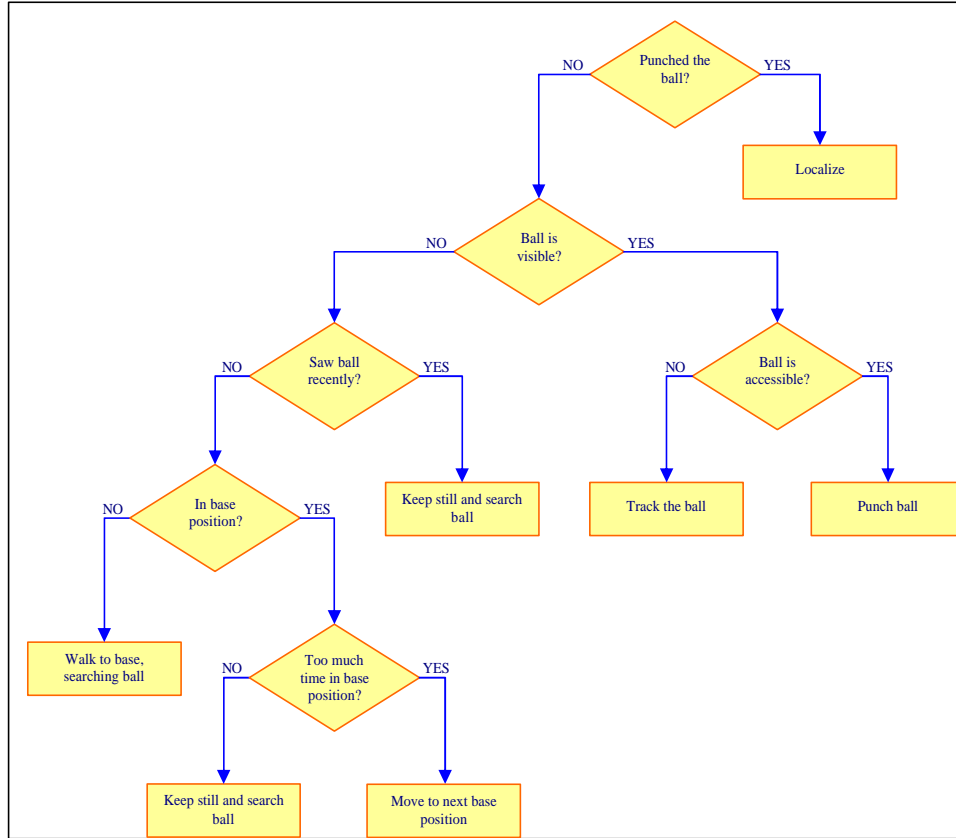 Punched the
ball?
NO
YES
Localize
Ball is
visible?
NO
YES
Saw ball
recently?
NO
YES
Ball is
accessible?
NO
YES
In base
position?
NO
YES
Keep still and search
ball
Track the ball
Punch ball
Walk to base,
searching ball
Too much
time in base
position?
NO
YES
Keep still and search
ball
Move to next base
position